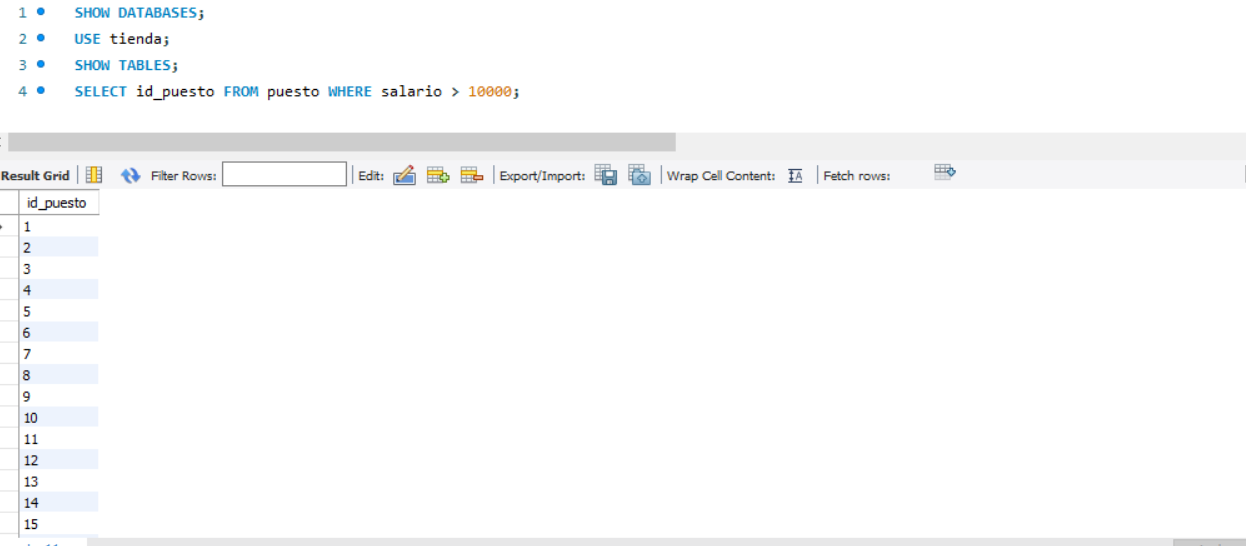 1 SHOW DATABASES;
2 USE tienda;
3 SHOW TABLES;
4 SELECT id_puesto FROM puesto WHERE salario > 10000;
Result Grid Filter Rows: Edit: Export/Import: Wrap Cell Content: IA Fetch rows:
id_puesto
1
2
3
4
5
6
7
8
9
10
11
12
13
14
15